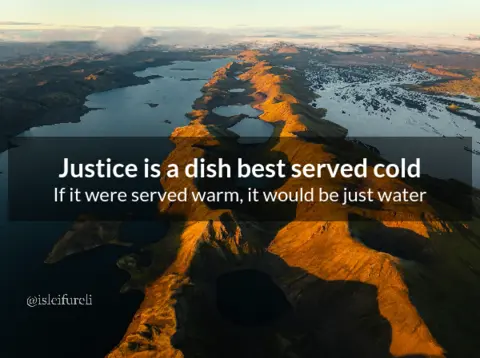 Justice is a dish best served cold
If it were served warm, it would be just water
@isleifureli